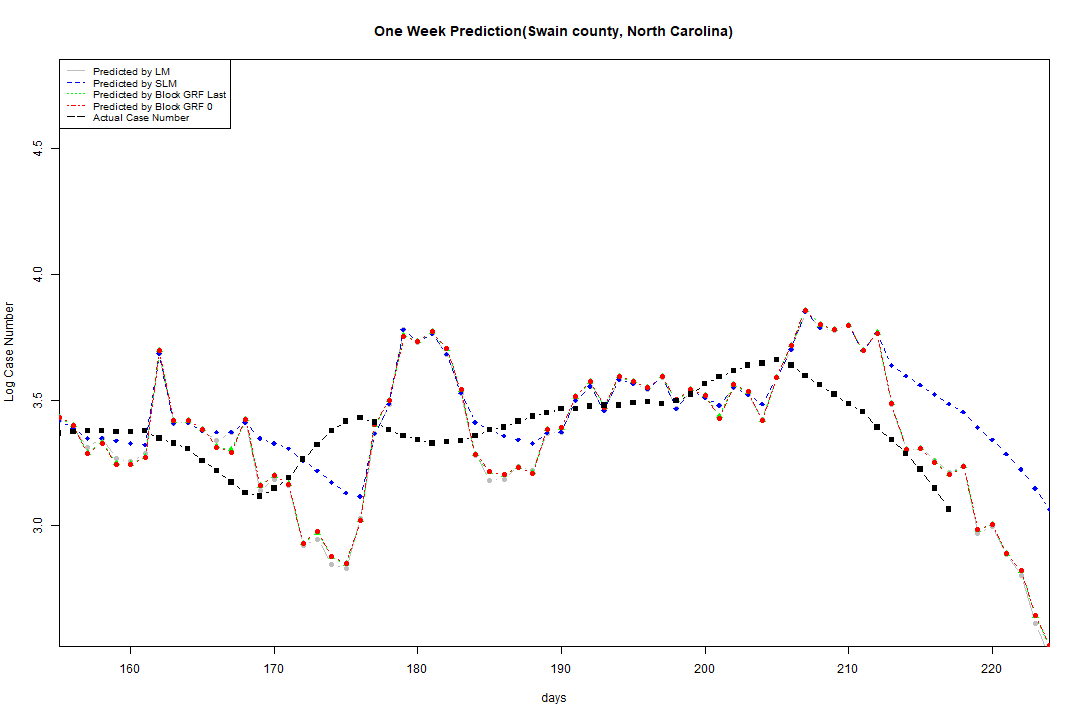 One Week Prediction(Swain county, North Carolina)
Predicted by LM
Predicted by SLM
Predicted by Block GRF Last
Predicted by Block GRF 0
Actual Case Number
4.5
4.0
3.5
3.0
Log Case Number
160 170 180 190 200 210 220
days